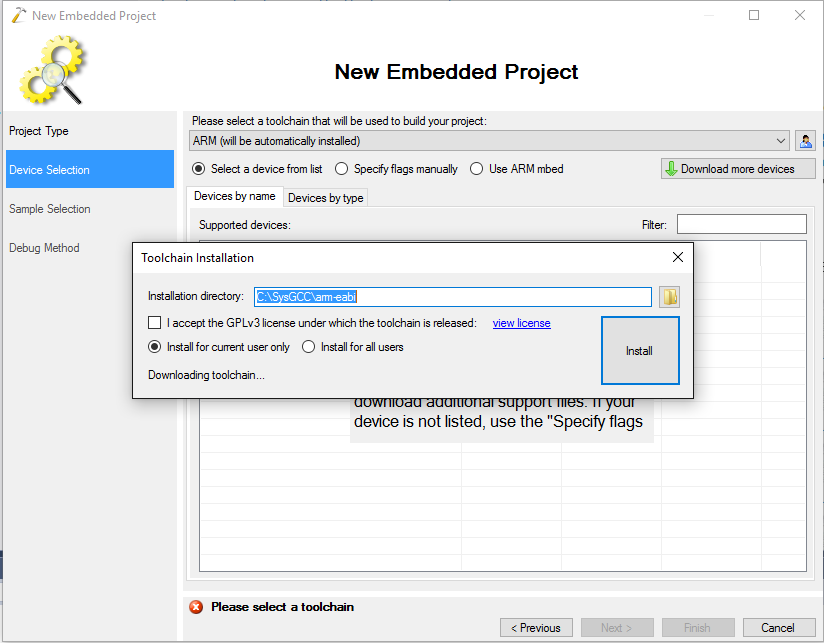 New Embedded Project
New Embedded Project
Project Type
Device Selection
Sample Selection
Debug Method
Please select a toolchain that will be used to build your project:
ARM (will be automatically installed)
Select a device from list
Specify flags manually
Use ARM mbed
Download more devices
Devices by name
Devices by type
Supported devices:
Filter:
Toolchain Installation
Installation directory:
C:\SysGCC\arm-eabi
I accept the GPLv3 license under which the toolchain is released:
view license
Install for current user only
Install for all users
Install
Downloading toolchain...
download additional support files. If your
device is not listed, use the "Specify flags
Please select a toolchain
< Previous
Next >
Finish
Cancel